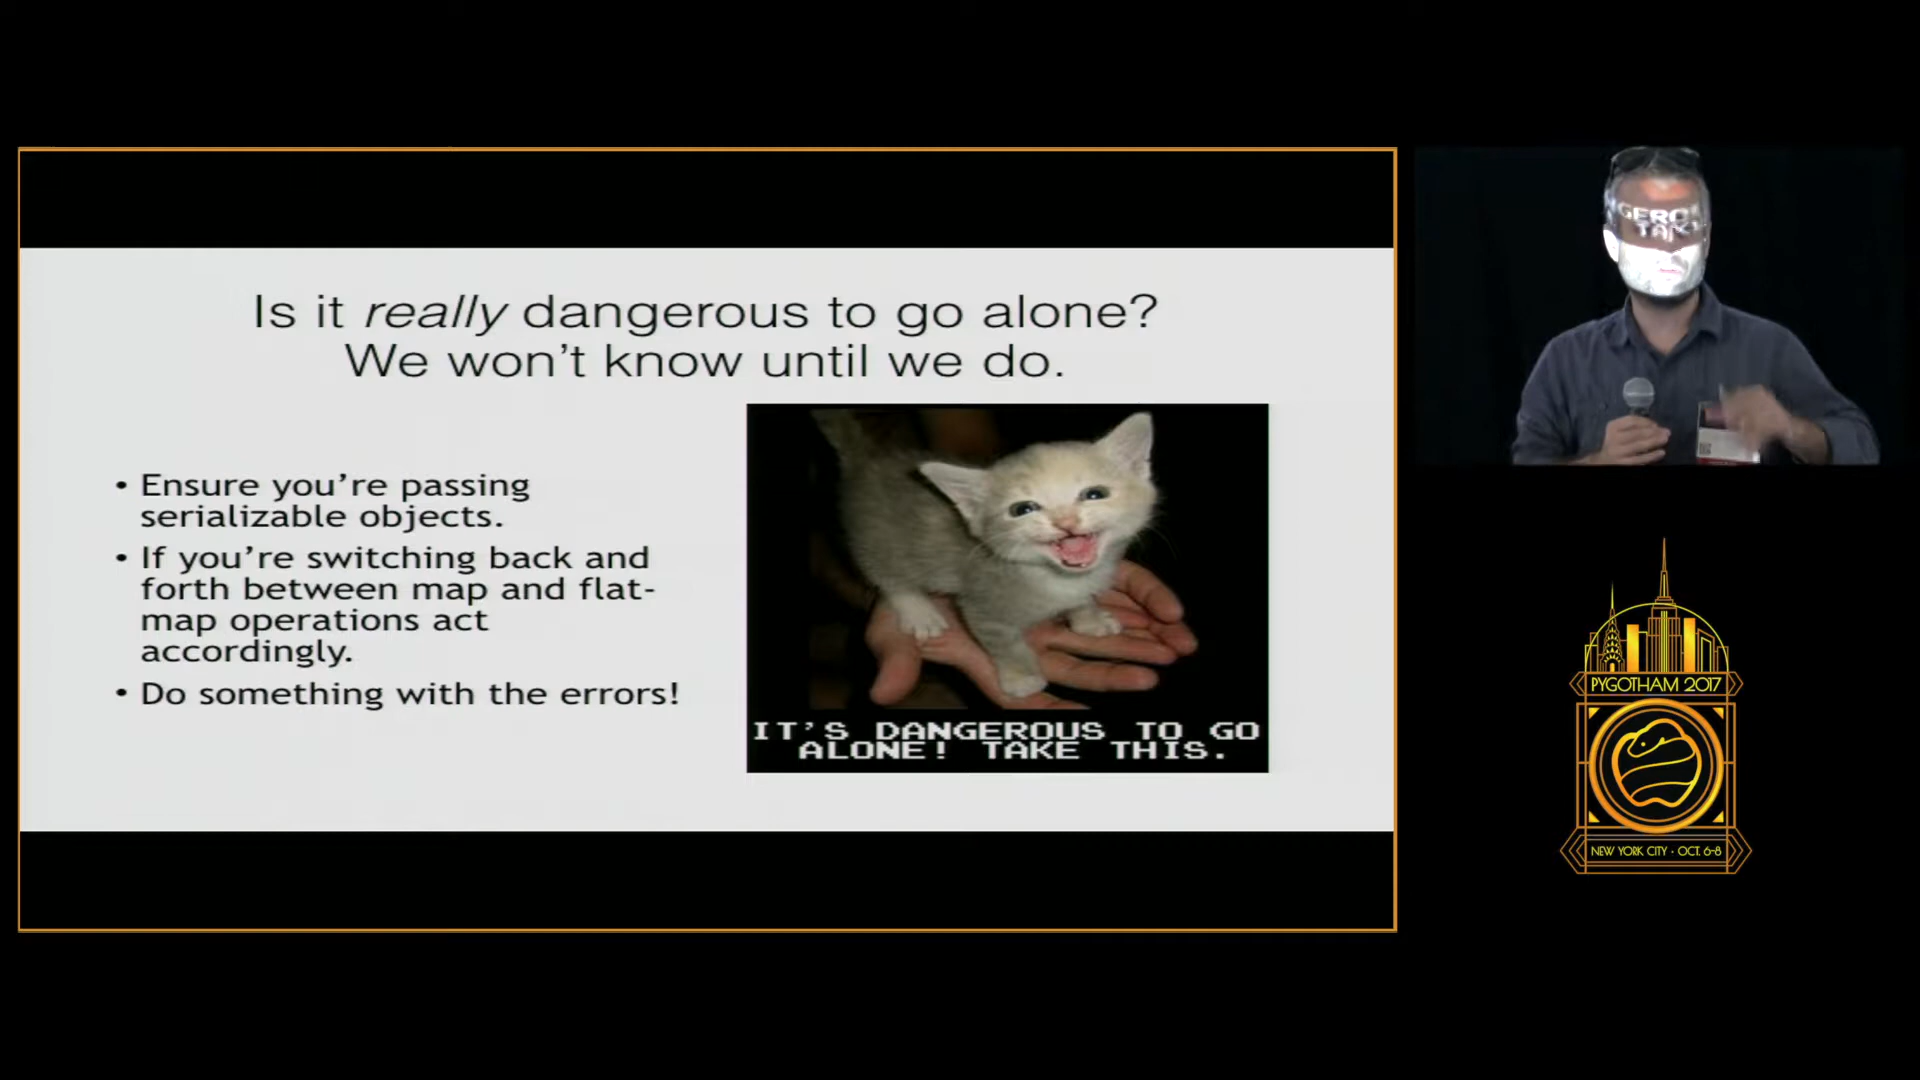 Is it really dangerous to go alone?
We won't know until we do.
• Ensure you're passing
serializable objects.
• If you're switching back and
forth between map and flat-
map operations act
accordingly.
• Do something with the errors!
IT'S DANGEROUS TO GO
ALONE! TAKE THIS.
GERO
TAK
PYGOTHAM 2017
NEW YORK CITY • OCT. 6-8